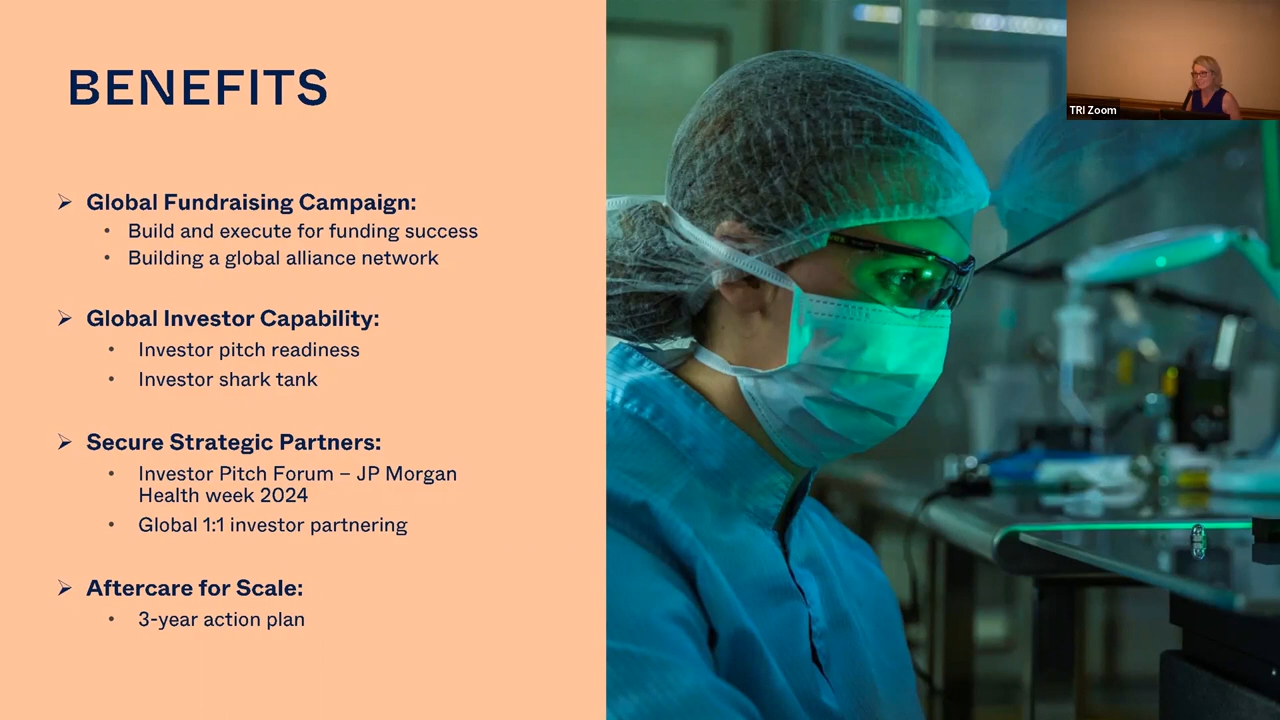 BENEFITS
➢ Global Fundraising Campaign:
• Build and execute for funding success
• Building a global alliance network
➢ Global Investor Capability:
• Investor pitch readiness
• Investor shark tank
➢ Secure Strategic Partners:
• Investor Pitch Forum – JP Morgan
Health week 2024
• Global 1:1 investor partnering
➢ Aftercare for Scale:
• 3-year action plan
TRI Zoom